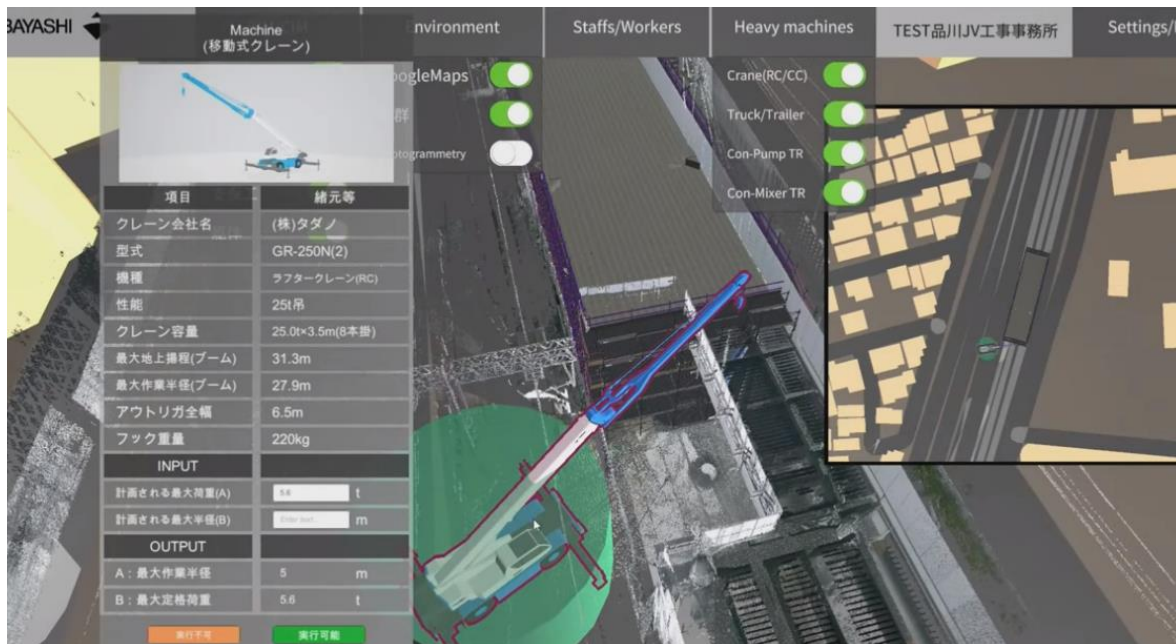 BAYASHI
Environment
Staffs/Workers
Heavy machines
TEST品川JV工事事務所
Settings/
Machine
(移動式クレーン)
ogleMaps
群
otogrammetry
Crane(RC/CC)
Truck/Trailer
Con-Pump TR
Con-Mixer TR
項目 緒元等
クレーン会社名 (株)タダノ
型式 GR-250N(2)
機種 ラフタークレーン(RC)
性能 25t吊
クレーン容量 25.0t×3.5m(8本掛)
最大地上揚程(ブーム) 31.3m
最大作業半径(ブーム) 27.9m
アウトリガ全幅 6.5m
フック重量 220kg
INPUT
計画される最大荷重(A) 5.6 t
計画される最大半径(B) Enter text... m
OUTPUT
A：最大作業半径 5 m
B：最大定格荷重 5.6 t
実行不可 実行可能